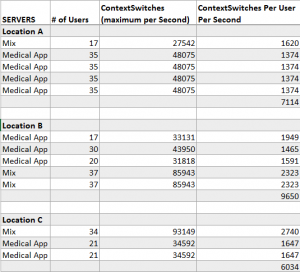 SERVERS # of Users ContextSwitches (maximum per Second) ContextSwitches Per User Per Second
Location A
Mix 17 27542 1620
Medical App 35 48075 1374
Medical App 35 48075 1374
Medical App 35 48075 1374
Medical App 35 48075 1374
7114
Location B
Medical App 17 33131 1949
Medical App 30 43950 1465
Medical App 20 31818 1591
Mix 37 85943 2323
Mix 37 85943 2323
9650
Location C
Mix 34 93149 2740
Medical App 21 34592 1647
Medical App 21 34592 1647
6034